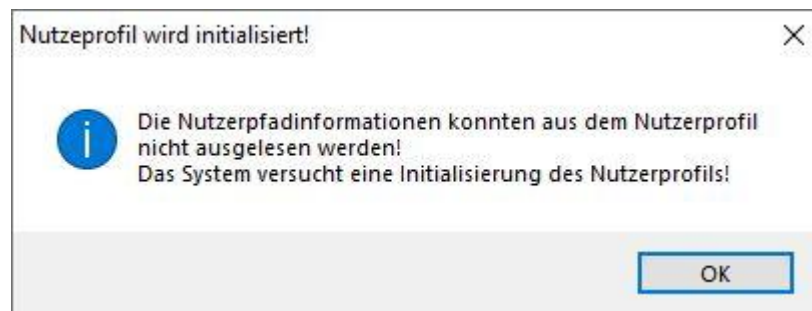 Nutzeprofil wird initialisiert!
Die Nutzerpfadinformationen konnten aus dem Nutzerprofil
nicht ausgelesen werden!
Das System versucht eine Initialisierung des Nutzerprofils!
OK